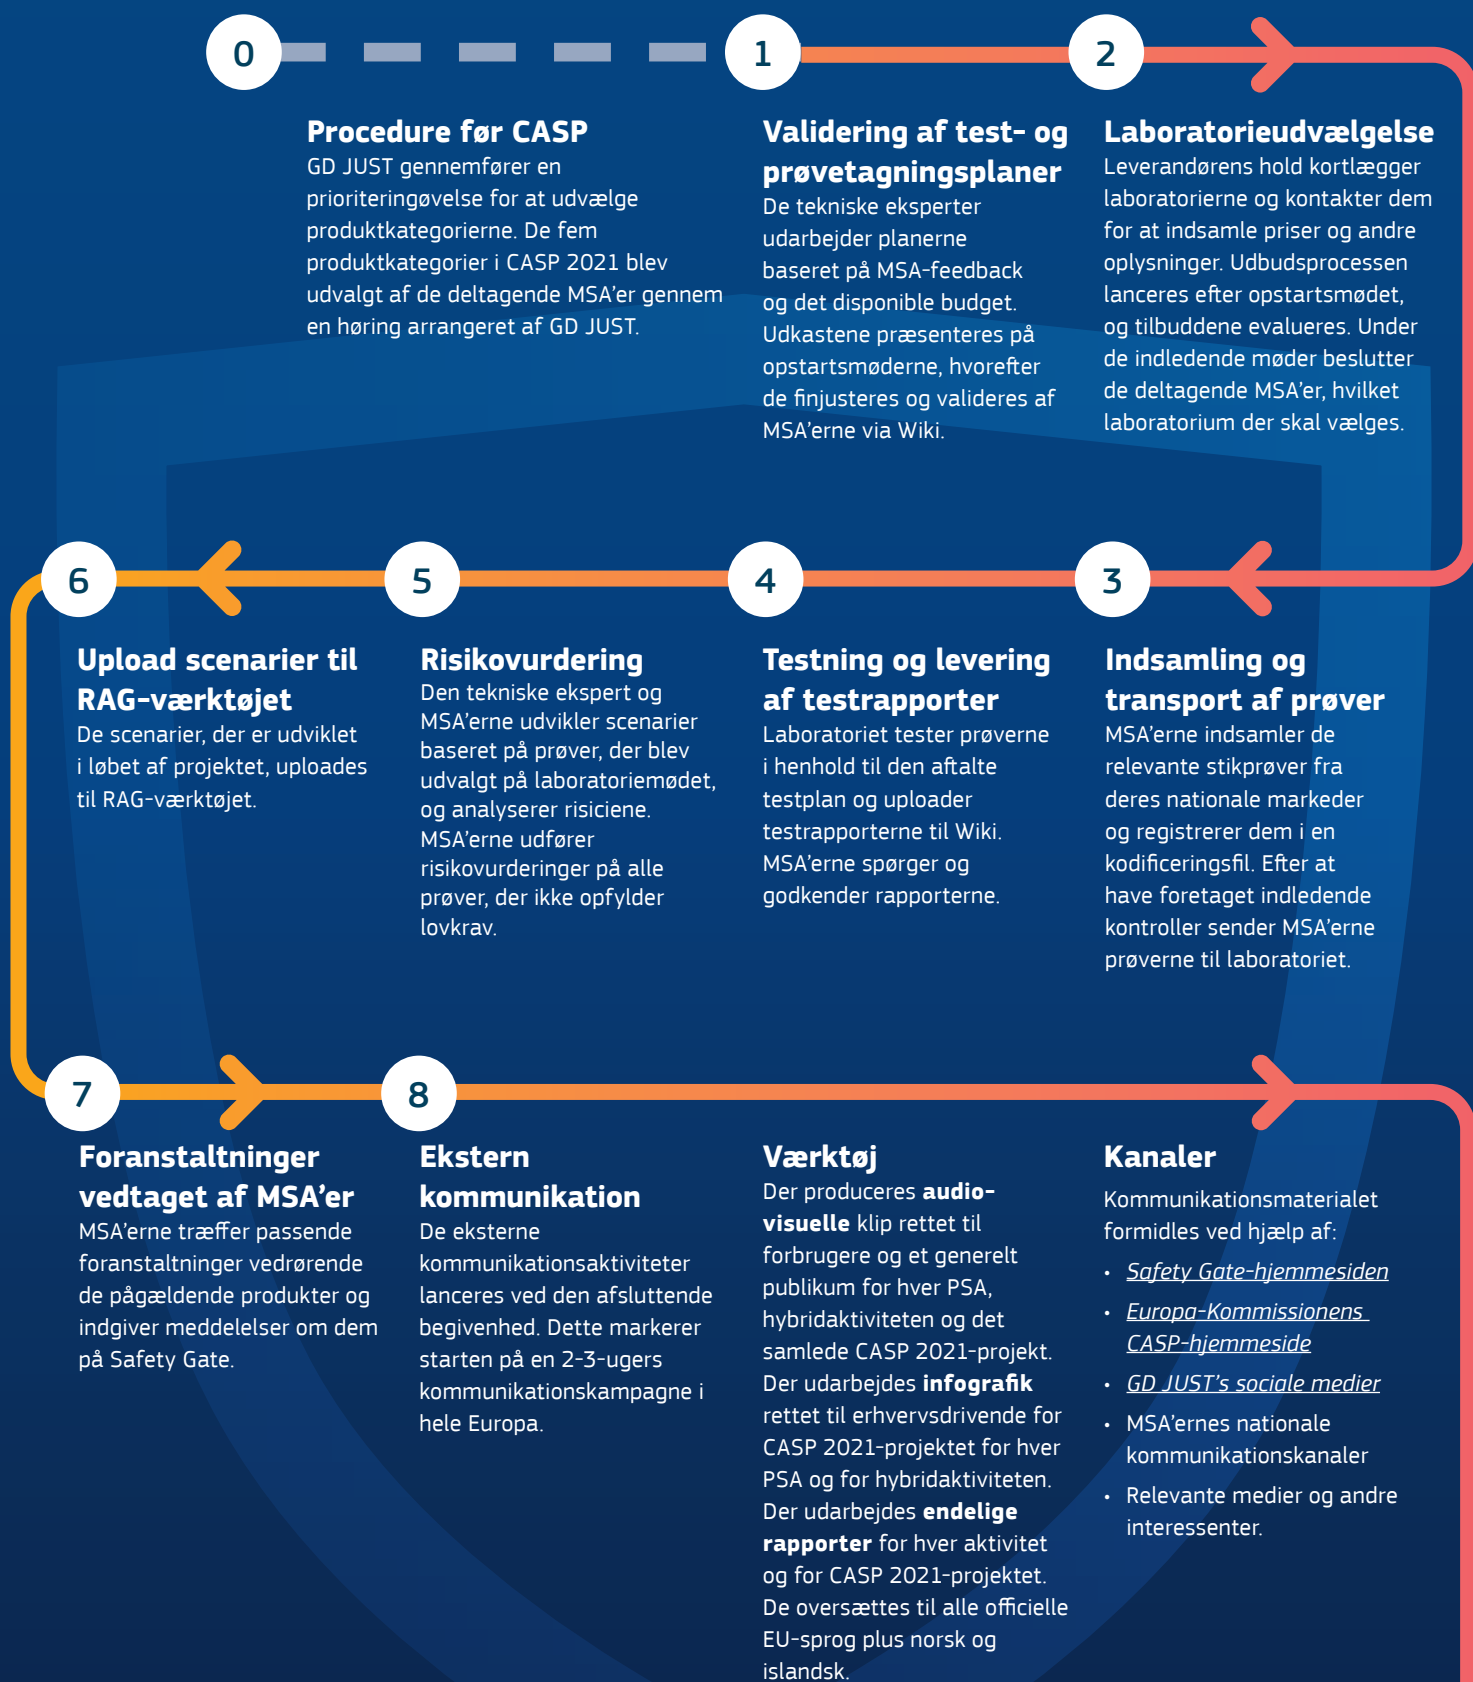 0
Procedure før CASP
GD JUST gennemfører en
prioriteringøvelse for at udvælge
produktkategorierne. De fem
produktkategorier i CASP 2021 blev
udvalgt af de deltagende MSA’er gennem
en høring arrangeret af GD JUST.
1
Validering af test- og
prøvetagningsplaner
De tekniske eksperter
udarbejder planerne
baseret på MSA-feedback
og det disponible budget.
Udkastene præsenteres på
opstartsmøderne, hvorefter
de finjusteres og valideres af
MSA’erne via Wiki.
2
Laboratorieudvælgelse
Leverandørens hold kortlægger
laboratorierne og kontakter dem
for at indsamle priser og andre
oplysninger. Udbudsprocessen
lanceres efter opstartsmødet,
og tilbuddene evalueres. Under
de indledende møder beslutter
de deltagende MSA’er, hvilket
laboratorium der skal vælges.
3
Indsamling og
transport af prøver
MSA’erne indsamler de
relevante stikprøver fra
deres nationale markeder
og registrerer dem i en
kodificeringsfil. Efter at
have foretaget indledende
kontroller sender MSA’erne
prøverne til laboratoriet.
4
Testning og levering
af testrapporter
Laboratoriet tester prøverne
i henhold til den aftalte
testplan og uploader
testrapporterne til Wiki.
MSA’erne spørger og
godkender rapporterne.
5
Risikovurdering
Den tekniske ekspert og
MSA’erne udvikler scenarier
baseret på prøver, der blev
udvalgt på laboratoriemødet,
og analyserer risiciene.
MSA’erne udfører
risikovurderinger på alle
prøver, der ikke opfylder
lovkrav.
6
Upload scenarier til
RAG-værktøjet
De scenarier, der er udviklet
i løbet af projektet, uploades
til RAG-værktøjet.
7
Foranstaltninger
vedtaget af MSA’er
MSA’erne træffer passende
foranstaltninger vedrørende
de pågældende produkter og
indgiver meddelelser om dem
på Safety Gate.
8
Ekstern
kommunikation
De eksterne
kommunikationsaktiviteter
lanceres ved den afsluttende
begivenhed. Dette markerer
starten på en 2-3-ugers
kommunikationskampagne i
hele Europa.
Værktøj
Der produceres audio-
visuelle klip rettet til
forbrugere og et generelt
publikum for hver PSA,
hybridaktiviteten og det
samlede CASP 2021-projekt.
Der udarbejdes infografik
rettet til erhvervsdrivende for
CASP 2021-projektet for hver
PSA og for hybridaktiviteten.
Der udarbejdes endelige
rapporter for hver aktivitet
og for CASP 2021-projektet.
De oversættes til alle officielle
EU-sprog plus norsk og
islandsk.
Kanaler
Kommunikationsmaterialet
formidles ved hjælp af:
• Safety Gate-hjemmesiden
• Europa-Kommissionens
CASP-hjemmeside
• GD JUST’s sociale medier
• MSA’ernes nationale
kommunikationskanaler
• Relevante medier og andre
interessenter.